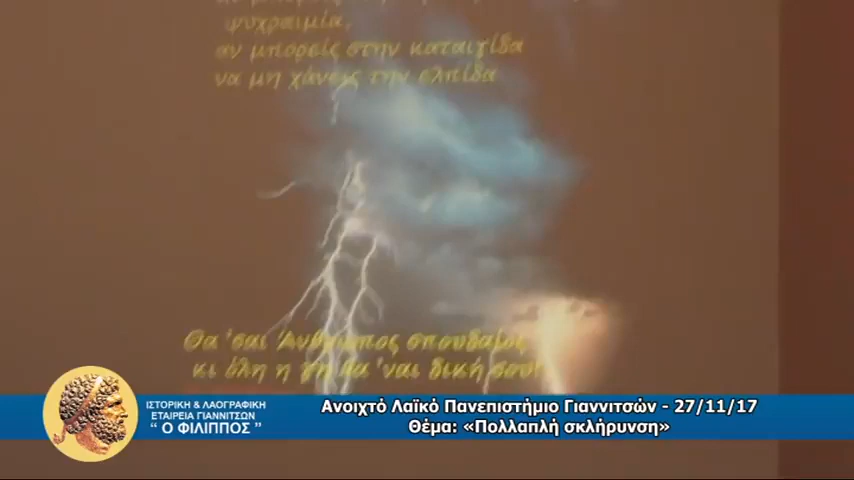 ψυχραιμία,
αν μπορείς στην καταιγίδα
να μη χάνεις την ελπίδα
Θα 'σαι Άνθρωπος σπουδαίος
κι όλη η γη θα 'ναι δική σου!
ΙΣΤΟΡΙΚΗ & ΛΑΟΓΡΑΦΙΚΗ
ΕΤΑΙΡΕΙΑ ΓΙΑΝΝΙΤΣΩΝ
“ Ο ΦΙΛΙΠΠΟΣ ”
Ανοιχτό Λαϊκό Πανεπιστήμιο Γιαννιτσών - 27/11/17
Θέμα: «Πολλαπλή σκλήρυνση»